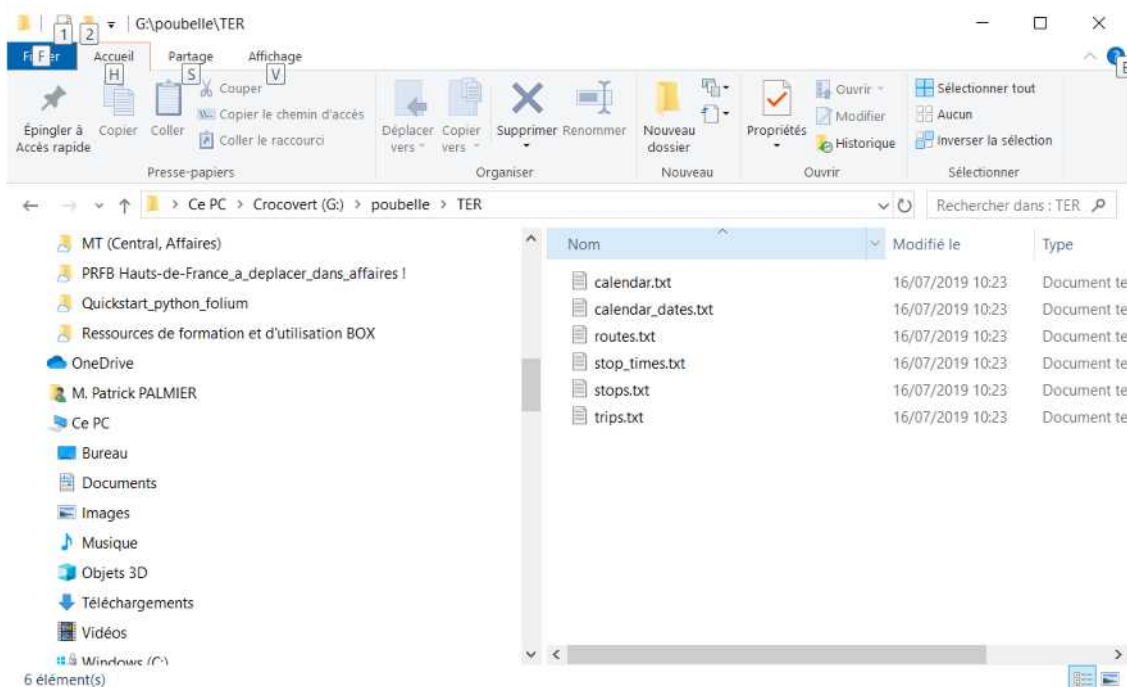 G:\poubelle\TER
1 2
F Accueil Partage Affichage
H S V
Épingler à Accès rapide
Copier
Coller
Couper
Copier le chemin d'accès
Coller le raccourci
Presse-papiers
Déplacer vers
Copier vers
Supprimer
Renommer
Organiser
Nouveau dossier
Nouveau
Propriétés
Ouvrir
Modifier
Historique
Ouvrir
Sélectionner tout
Aucun
Inverser la sélection
Sélectionner
Ce PC > Crocovert (G:) > poubelle > TER
Rechercher dans : TER
MT (Central, Affaires)
PRFB Hauts-de-France_a_deplacer_dans_affaires !
Quickstart_python_folium
Ressources de formation et d'utilisation BOX
OneDrive
M. Patrick PALMIER
Ce PC
Bureau
Documents
Images
Musique
Objets 3D
Téléchargements
Vidéos
Windows (C:)
Nom Modifié le Type
calendar.txt 16/07/2019 10:23 Document te
calendar_dates.txt 16/07/2019 10:23 Document te
routes.txt 16/07/2019 10:23 Document te
stop_times.txt 16/07/2019 10:23 Document te
stops.txt 16/07/2019 10:23 Document te
trips.txt 16/07/2019 10:23 Document te
6 élément(s)